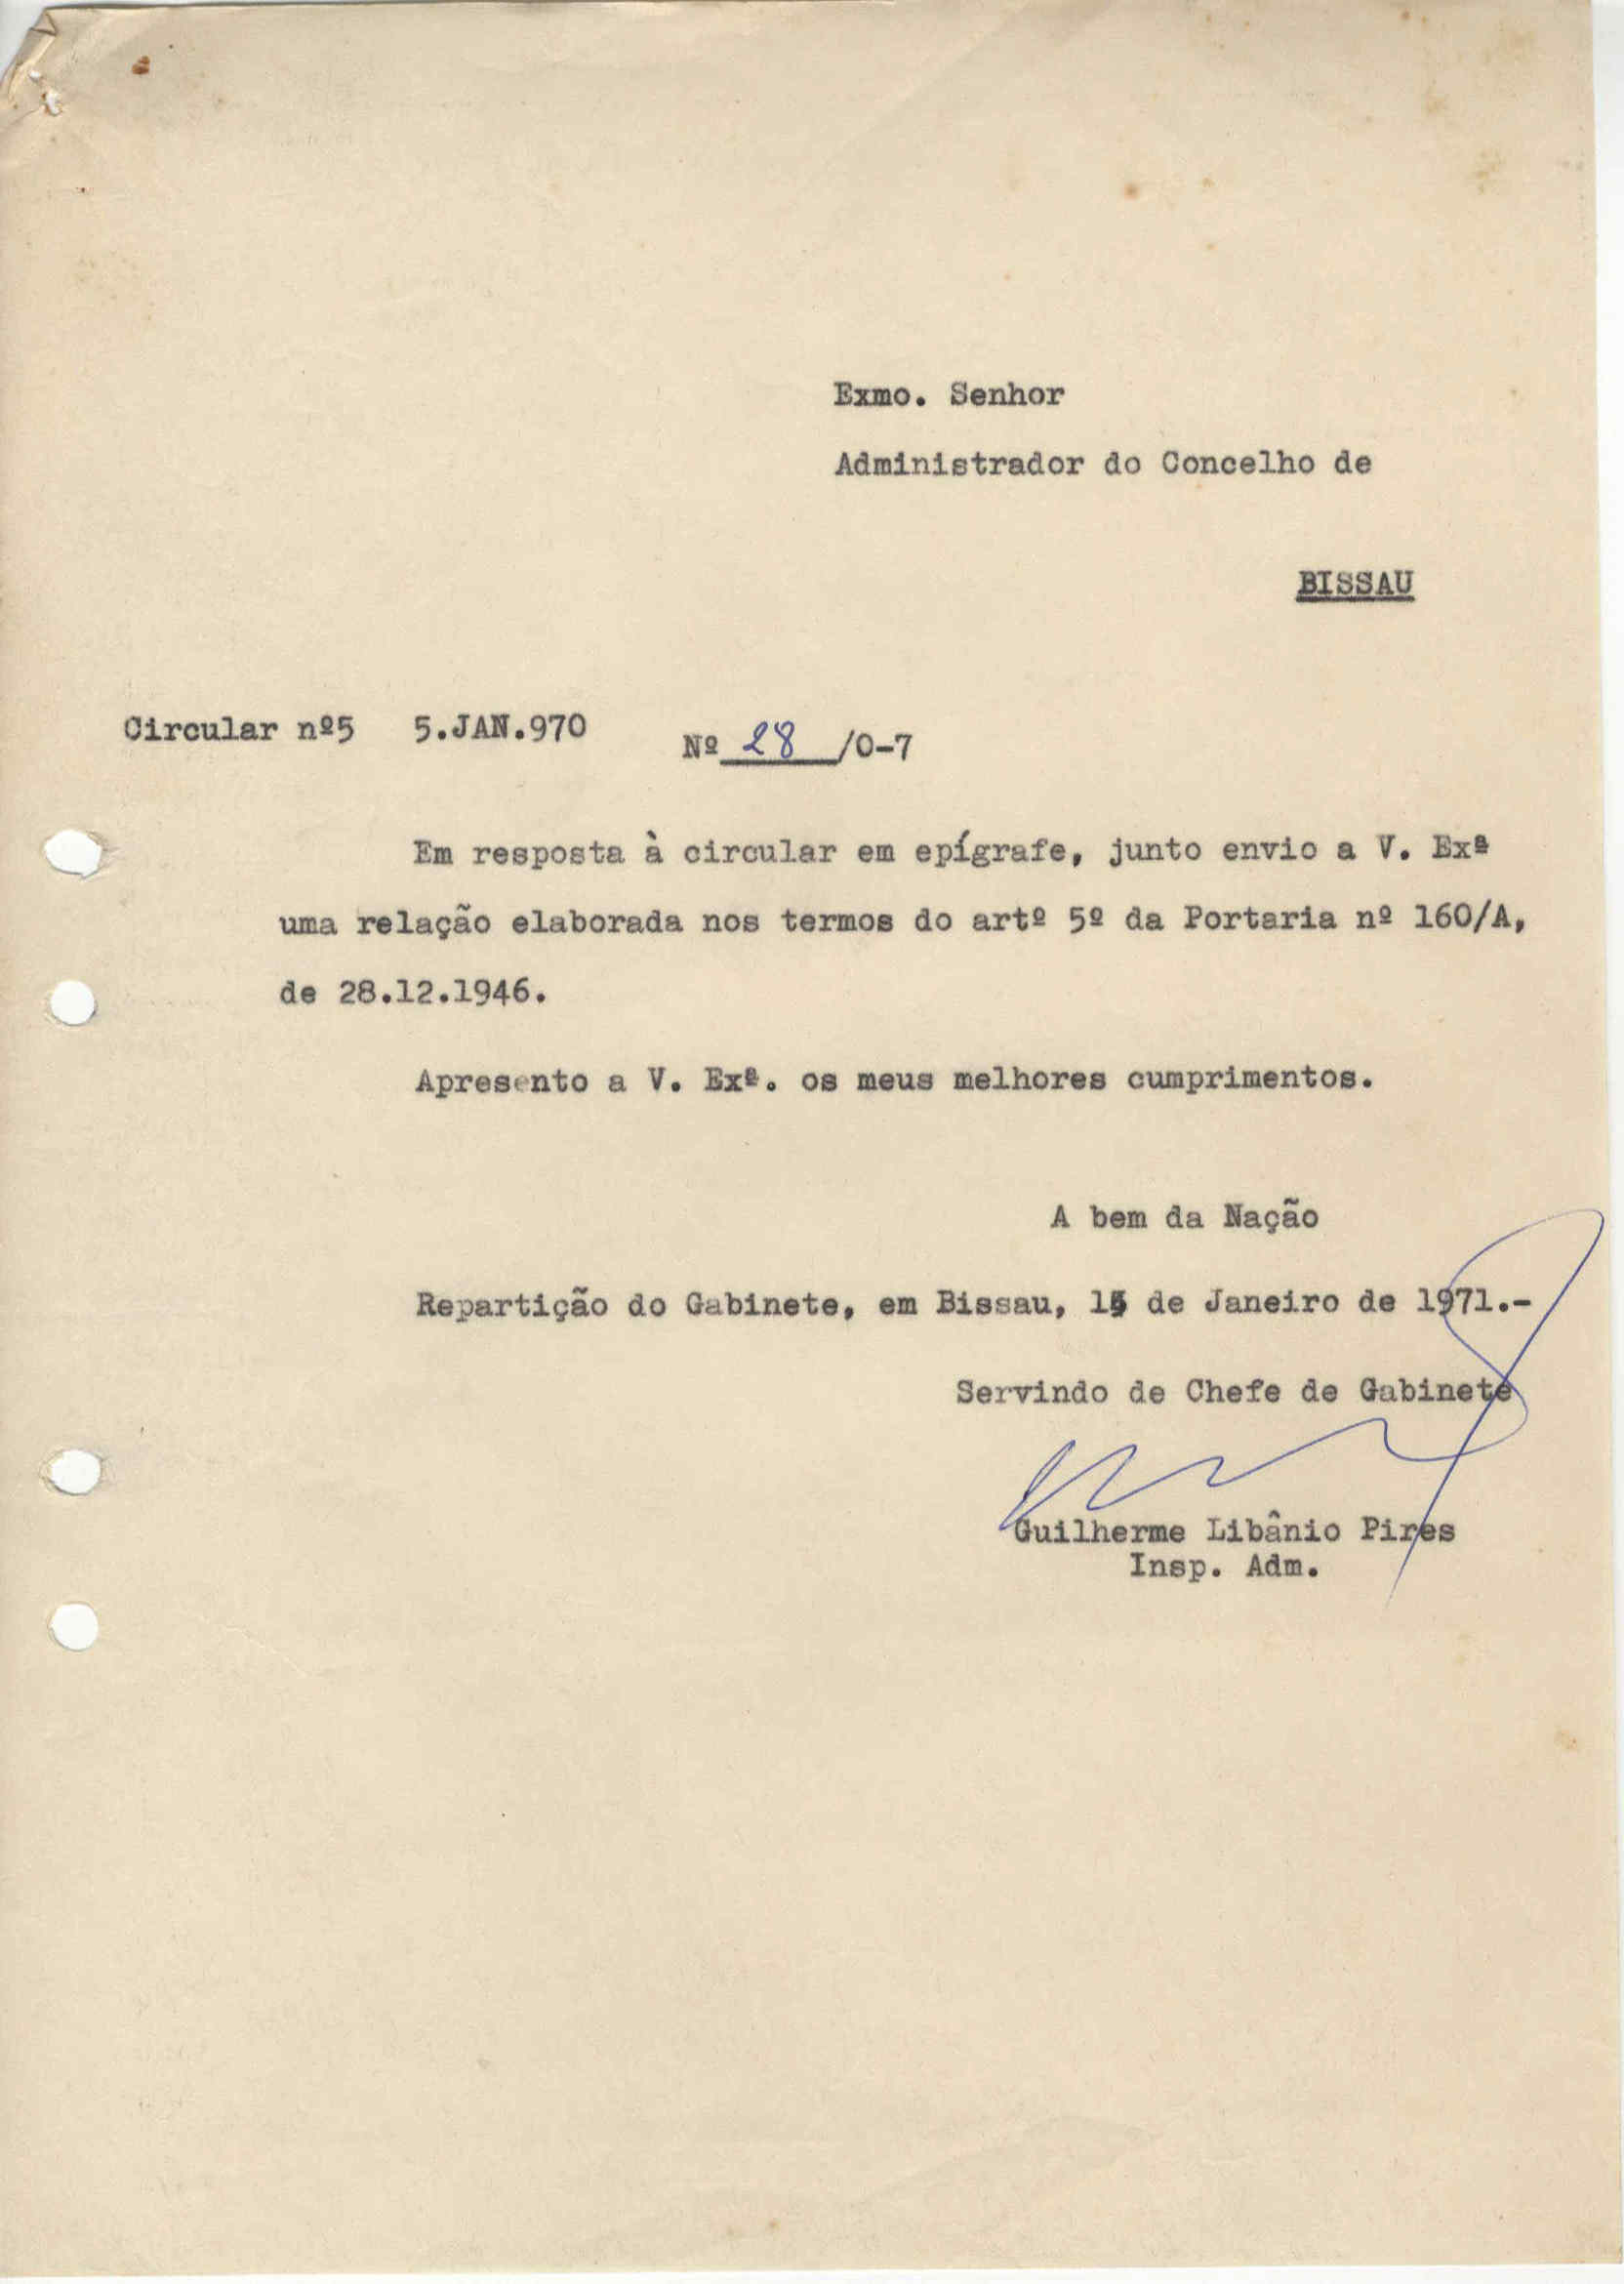 Exmo. Senhor
Administrador do Concelho de
BISSAU
Circular nº5 5.JAN.970 Nº 28 /0-7
Em resposta à circular em epígrafe, junto envio a V. Exª
uma relação elaborada nos termos do artº 5º da Portaria nº 160/A,
de 28.12.1946.
Apresento a V. Exª. os meus melhores cumprimentos.
A bem da Nação
Repartição do Gabinete, em Bissau, de Janeiro de 1971.-
Servindo de Chefe de Gabinete
Guilherme Libânio Pires
Insp. Adm.